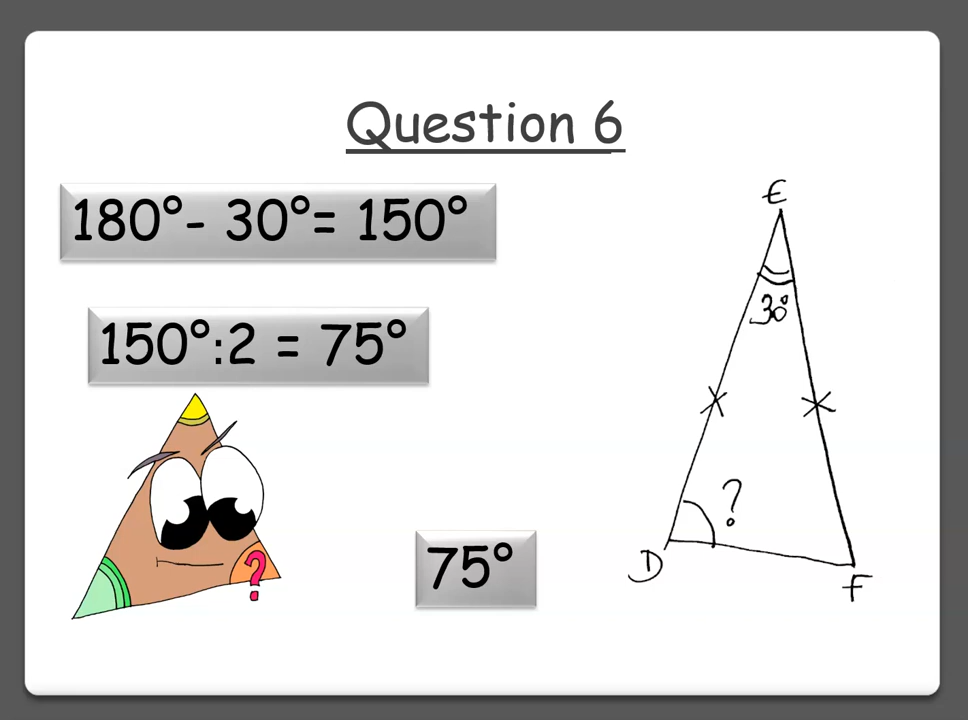 Question 6
180°- 30°= 150°
150°:2 = 75°
75°
?
E
30°
?
D
F